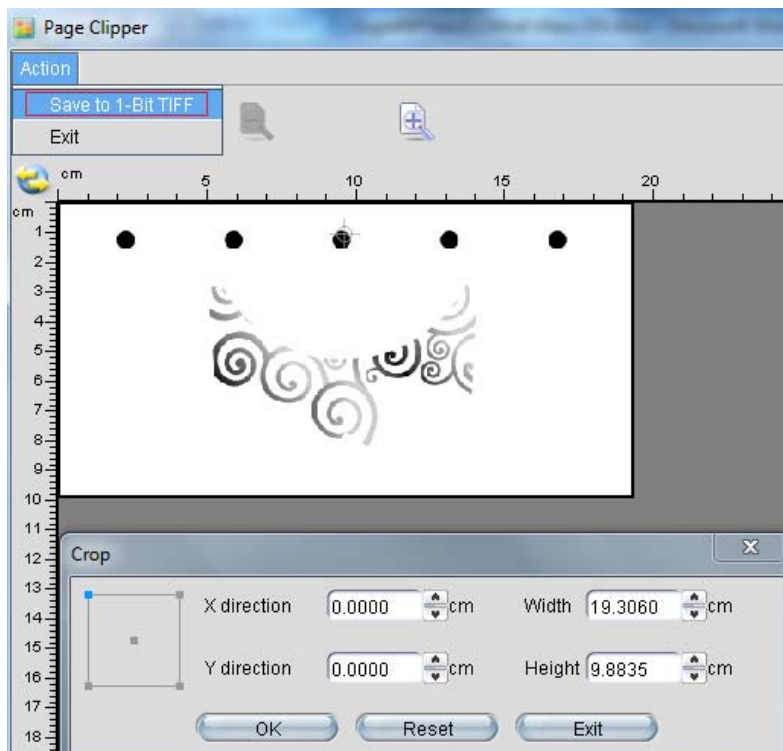 Page Clipper
Action
Save to 1-Bit TIFF
Exit
cm
5 10 15 20
cm
1
2
3
4
5
6
7
8
9
10
11
12
13
14
15
16
17
18
Crop
X direction 0.0000 cm Width 19.3060 cm
Y direction 0.0000 cm Height 9.8835 cm
OK Reset Exit